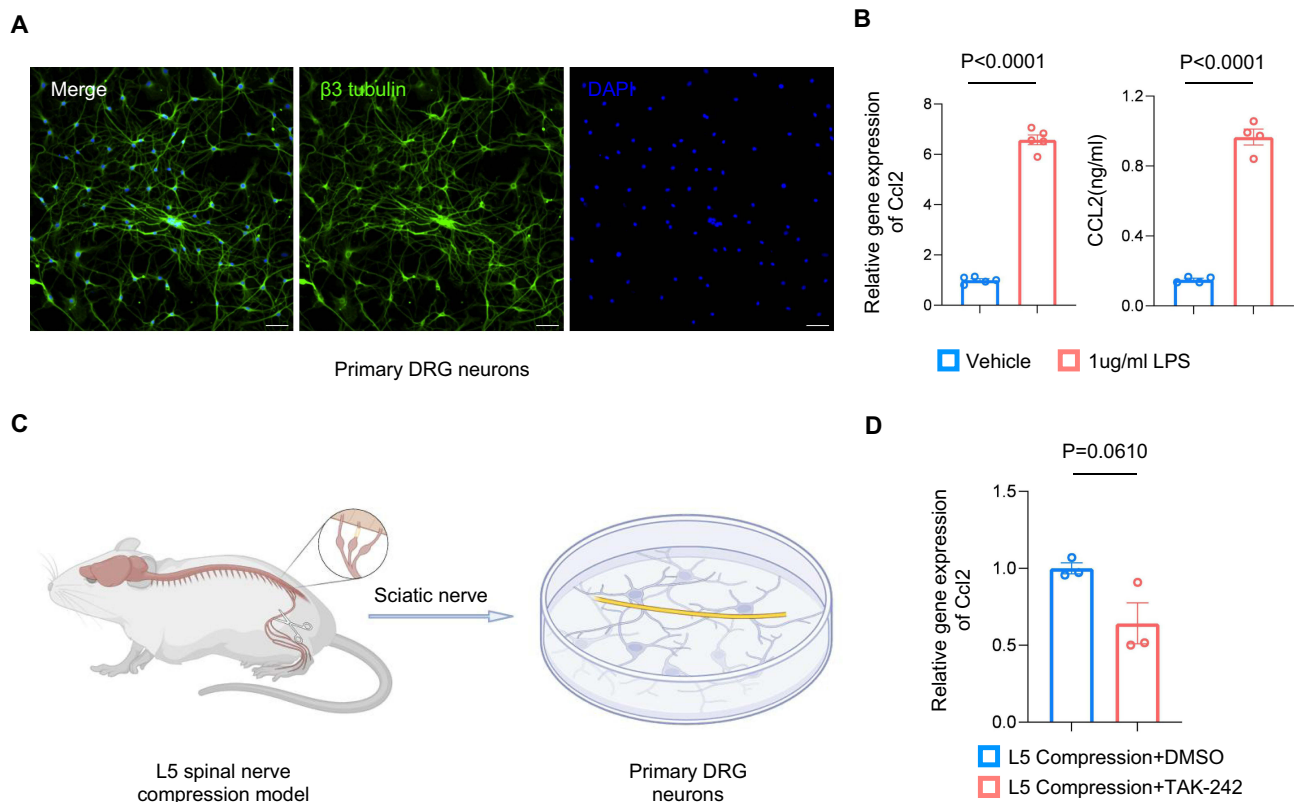 A
Merge
β3 tubulin
DAPI
Primary DRG neurons
B
P<0.0001
Relative gene expression
of Ccl2
8
6
4
2
0
P<0.0001
CCL2(ng/ml)
1.2
0.9
0.4
0.0
Vehicle
1ug/ml LPS
C
Sciatic nerve
L5 spinal nerve
compression model
Primary DRG
neurons
D
P=0.0610
Relative gene expression
of Ccl2
1.5
1.0
0.5
0.0
L5 Compression+DMSO
L5 Compression+TAK-242